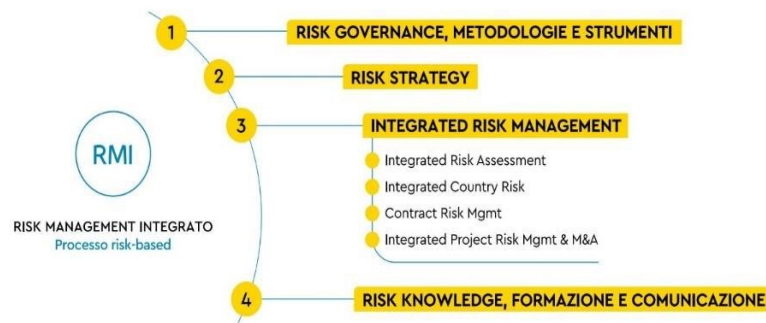 1
RISK GOVERNANCE, METODOLOGIE E STRUMENTI
2
RISK STRATEGY
3
INTEGRATED RISK MANAGEMENT
Integrated Risk Assessment
Integrated Country Risk
Contract Risk Mgmt
Integrated Project Risk Mgmt & M&A
RMI
RISK MANAGEMENT INTEGRATO
Processo risk-based
4
RISK KNOWLEDGE, FORMAZIONE E COMUNICAZIONE